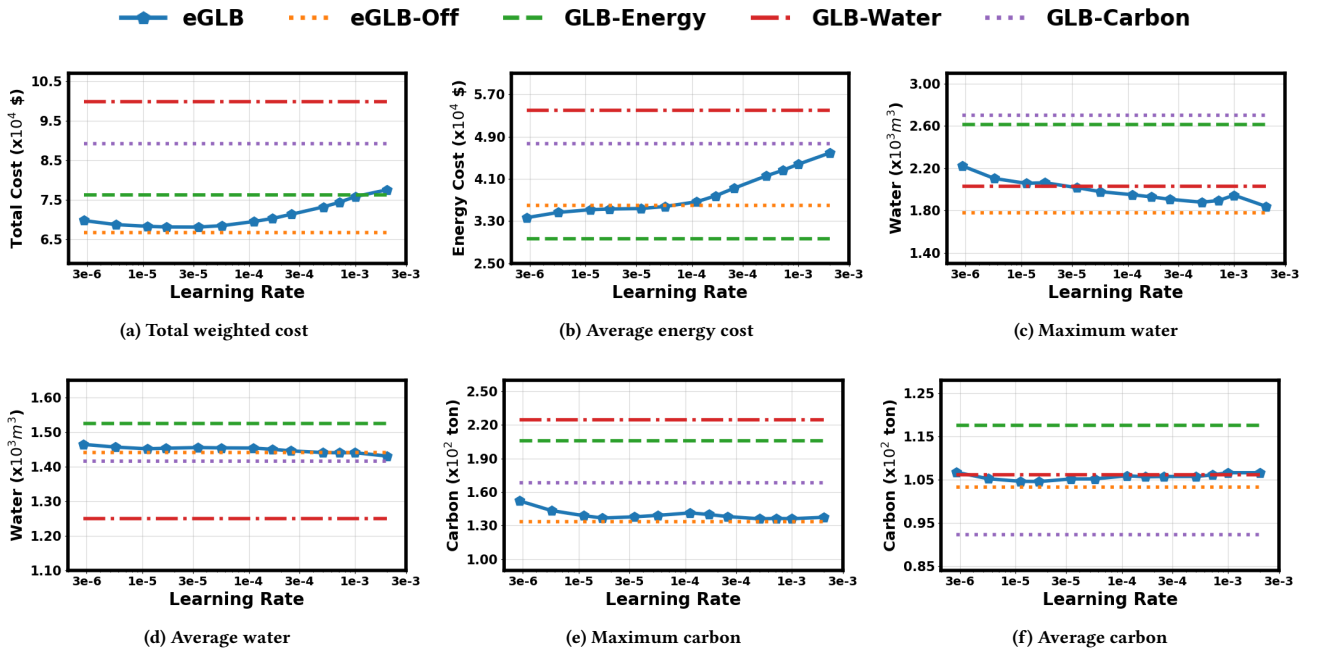 eGLB eGLB-Off GLB-Energy GLB-Water GLB-Carbon
Total Cost (x10⁴ $)
10.5
9.5
8.5
7.5
6.5
3e-6 1e-5 3e-5 1e-4 3e-4 1e-3 3e-3
Learning Rate
(a) Total weighted cost
Energy Cost (x10⁴ $)
5.70
4.90
4.10
3.30
2.50
3e-6 1e-5 3e-5 1e-4 3e-4 1e-3 3e-3
Learning Rate
(b) Average energy cost
Water (x10³m³)
3.00
2.60
2.20
1.80
1.40
3e-6 1e-5 3e-5 1e-4 3e-4 1e-3 3e-3
Learning Rate
(c) Maximum water
Water (x10³m³)
1.60
1.50
1.40
1.30
1.20
1.10
3e-6 1e-5 3e-5 1e-4 3e-4 1e-3 3e-3
Learning Rate
(d) Average water
Carbon (x10² ton)
2.50
2.20
1.90
1.60
1.30
1.00
3e-6 1e-5 3e-5 1e-4 3e-4 1e-3 3e-3
Learning Rate
(e) Maximum carbon
Carbon (x10² ton)
1.25
1.15
1.05
0.95
0.85
3e-6 1e-5 3e-5 1e-4 3e-4 1e-3 3e-3
Learning Rate
(f) Average carbon